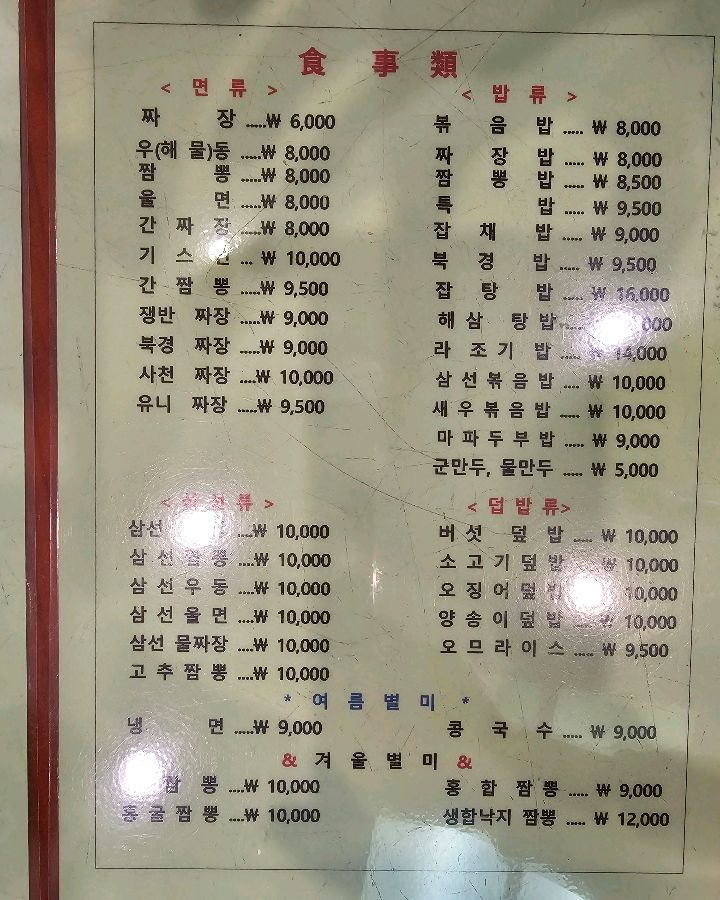 食 事 類
< 면 류 >
짜 장 .....₩ 6,000
우(해 물)동 .....₩ 8,000
짬 뽕 .....₩ 8,000
울 면 .....₩ 8,000
간 짜 장 .....₩ 8,000
기 스 ... ₩ 10,000
간 짬 뽕 .....₩ 9,500
쟁반 짜장 ....₩ 9,000
북경 짜장 ....₩ 9,000
사천 짜장 ....₩ 10,000
유니 짜장 .....₩ 9,500
< 밥 류 >
볶 음 밥 ..... ₩ 8,000
짜 장 밥 ..... ₩ 8,000
짬 뽕 밥 ..... ₩ 8,500
특 밥 ..... ₩ 9,500
잡 채 밥 ..... ₩ 9,000
북 경 밥 ..... ₩ 9,500
잡 탕 밥 ..... ₩ 16,000
해 삼 탕 밥
라 조 기 밥 ..... ₩ 14,000
삼 선 볶 음 밥 ..... ₩ 10,000
새 우 볶 음 밥 ..... ₩ 10,000
마 파 두 부 밥 ..... ₩ 9,000
군만두, 물만두 ..... ₩ 5,000
< 삼 선 류 >
삼선 ....₩ 10,000
삼 선 짬 뽕 ....₩ 10,000
삼 선 우 동 ....₩ 10,000
삼 선 울 면 ....₩ 10,000
삼선 물짜장 ....₩ 10,000
고 추 짬 뽕 ....₩ 10,000
< 덥 밥 류>
버 섯 덮 밥 ..... ₩ 10,000
소 고 기 덮 밥 ..... ₩ 10,000
오 징 어 덮 밥 10,000
양 송 이 덮 밥 ..... ₩ 10,000
오 므 라 이 스 ..... ₩ 9,500
* 여 름 별 미 *
냉 면 ....₩ 9,000
콩 국 수 ..... ₩ 9,000
& 겨 울 별 미 &
짬 뽕 ....₩ 10,000
홍 합 짬 뽕 ..... ₩ 9,000
홍 굴 짬 뽕 ....₩ 10,000
생합낙지 짬뽕 ..... ₩ 12,000